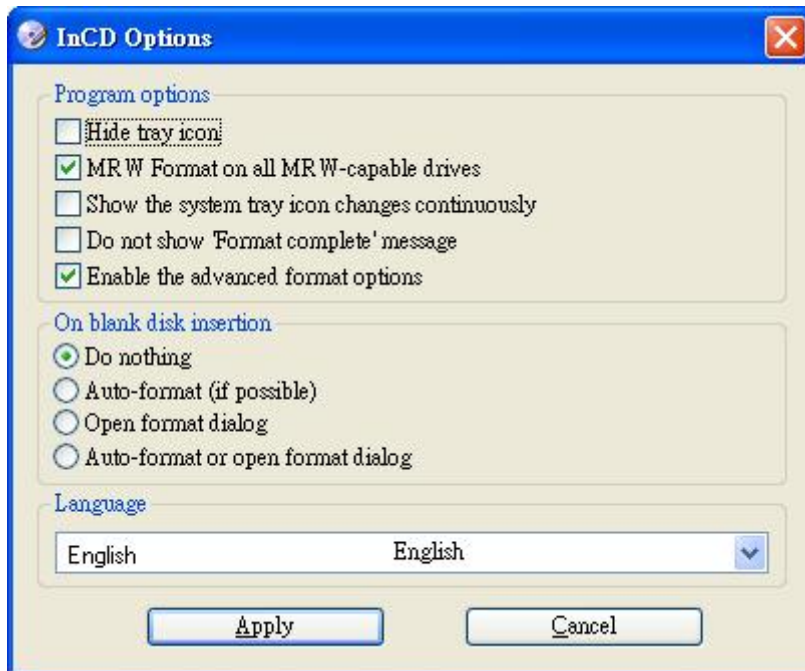 InCD Options
Program options
Hide tray icon
MRW Format on all MRW-capable drives
Show the system tray icon changes continuously
Do not show 'Format complete' message
Enable the advanced format options
On blank disk insertion
Do nothing
Auto-format (if possible)
Open format dialog
Auto-format or open format dialog
Language
English English
Apply Cancel